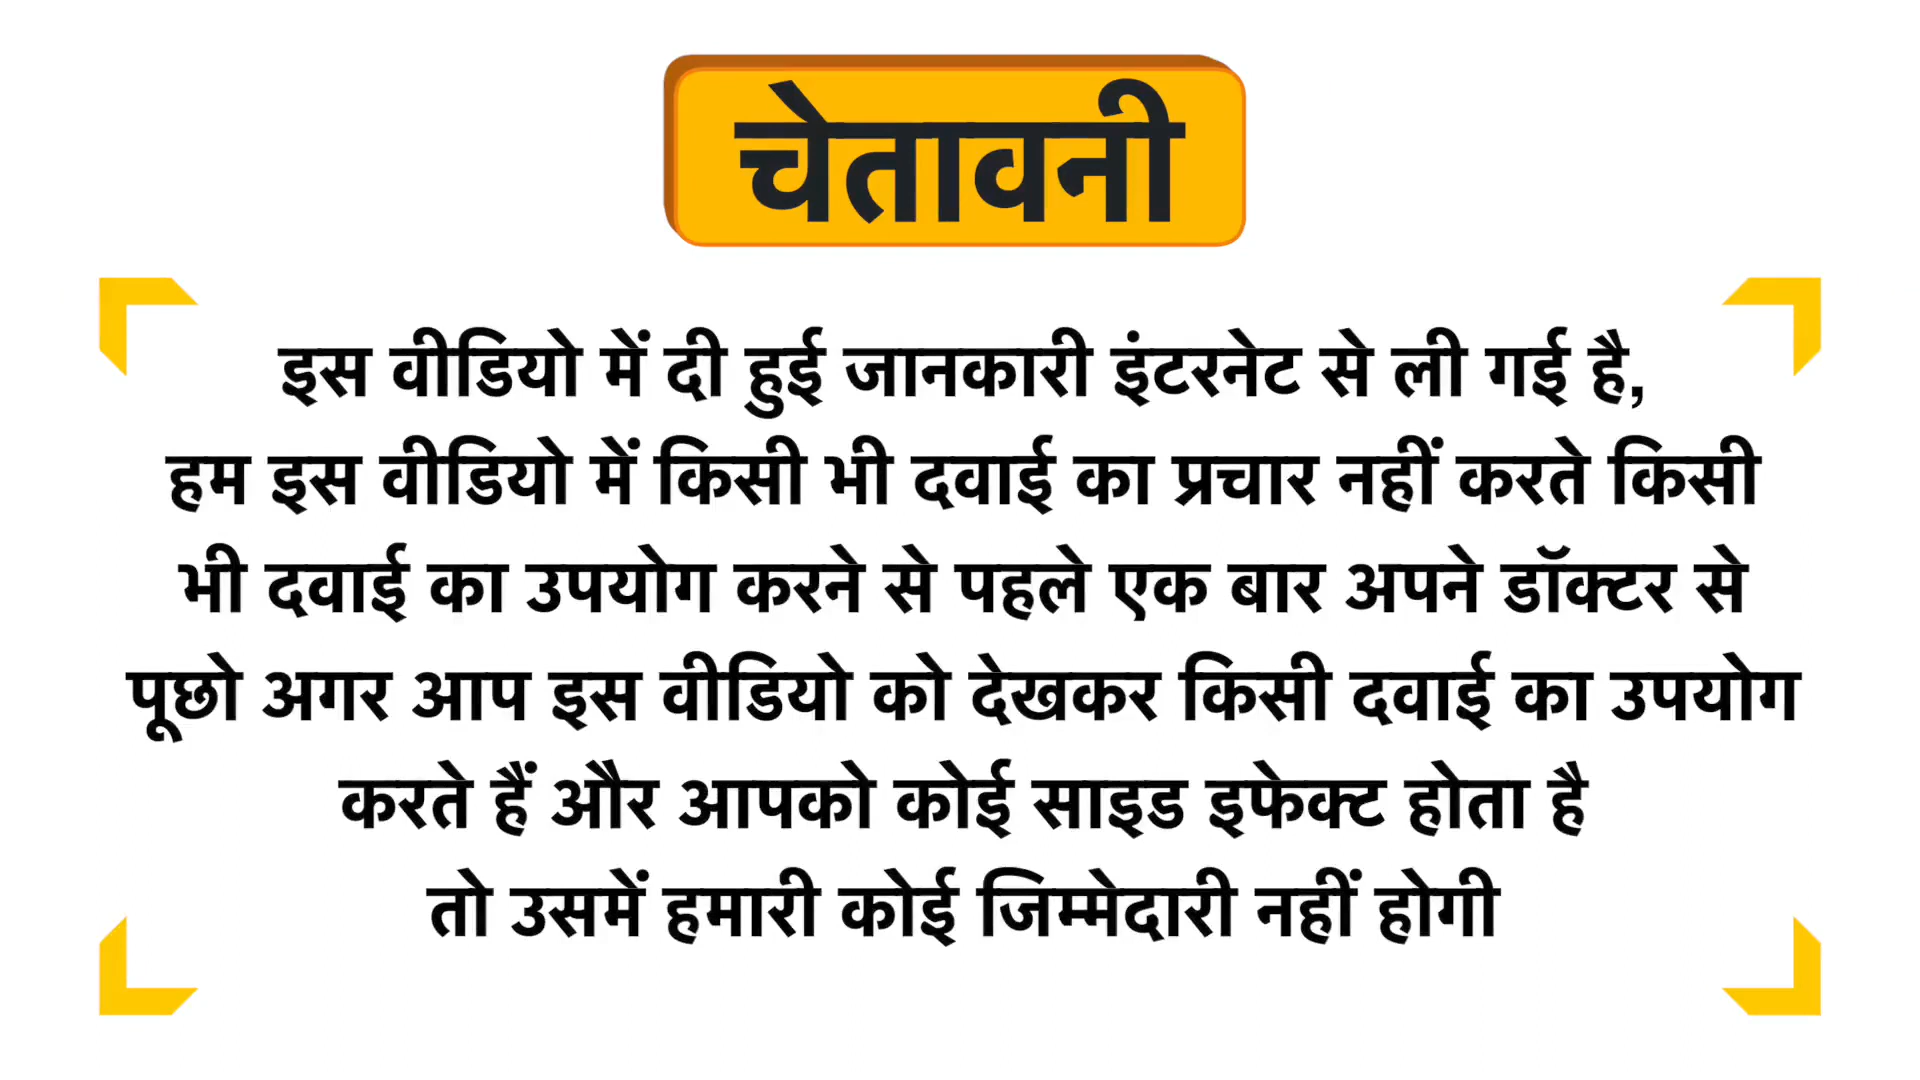 चेतावनी
इस वीडियो में दी हुई जानकारी इंटरनेट से ली गई है,
हम इस वीडियो में किसी भी दवाई का प्रचार नहीं करते किसी
भी दवाई का उपयोग करने से पहले एक बार अपने डॉक्टर से
पूछो अगर आप इस वीडियो को देखकर किसी दवाई का उपयोग
करते हैं और आपको कोई साइड इफेक्ट होता है
तो उसमें हमारी कोई जिम्मेदारी नहीं होगी